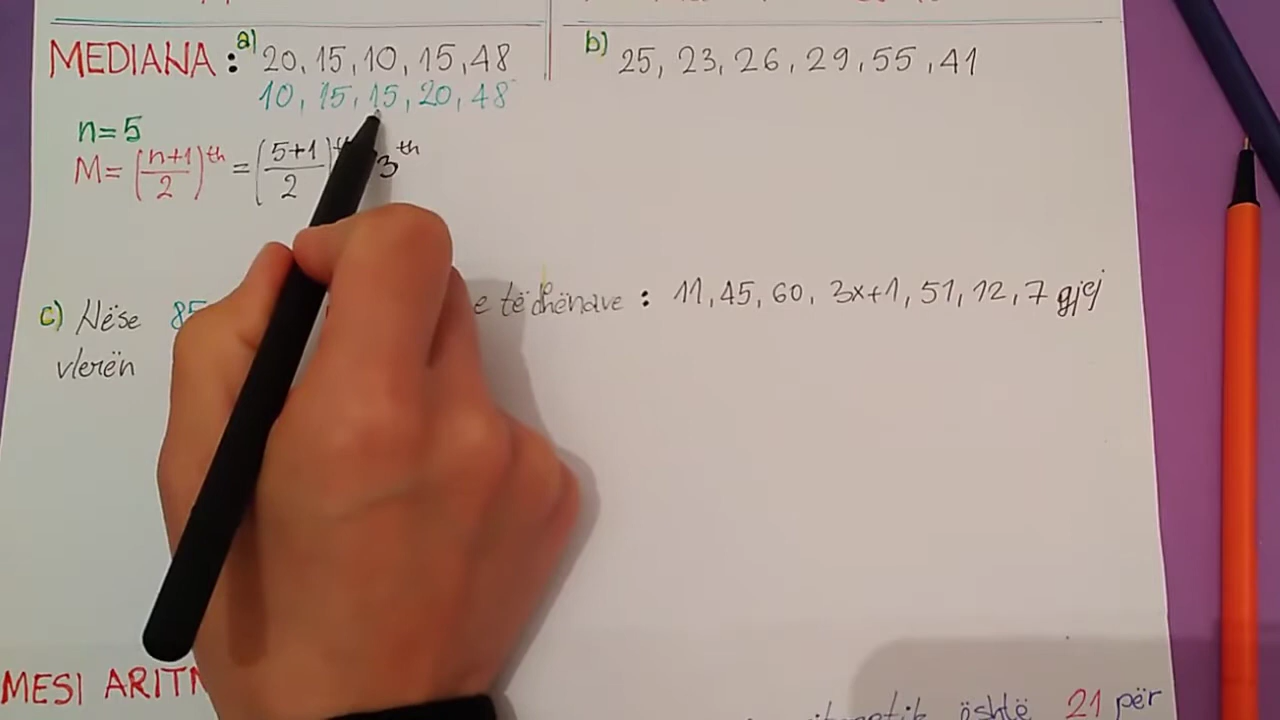 MEDIANA : a) 20, 15, 10, 15, 48
10, 15, 15, 20, 48
n=5
M= (n+1/2)th = (5+1/2)th 3th
b) 25, 23, 26, 29, 55, 41
c) Nëse 85 e të dhënave : 11, 45, 60, 3x+1, 51, 12, 7 gjej
vlerën
MESI
është 21 për